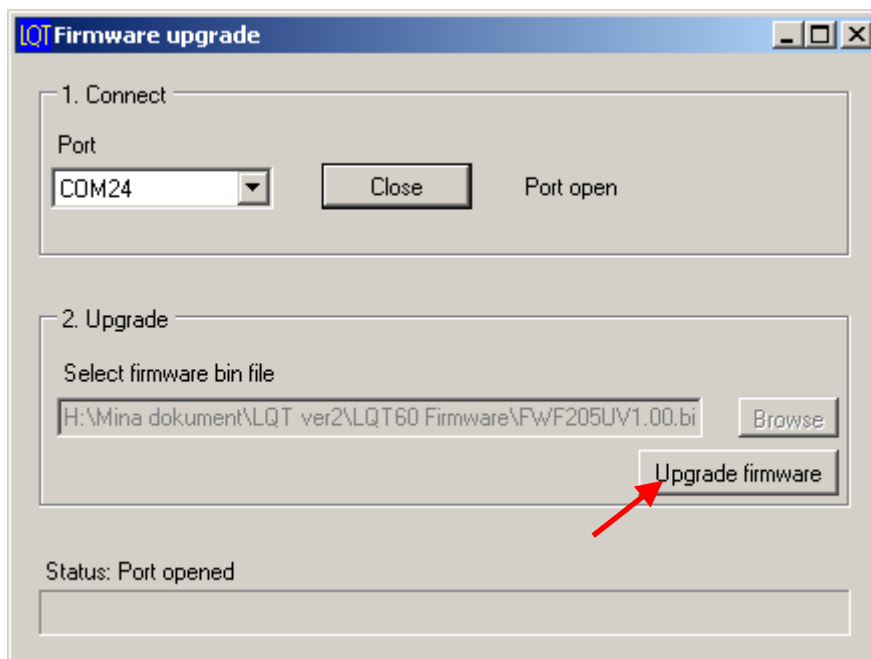 LQT Firmware upgrade
1. Connect
Port
COM24
Close
Port open
2. Upgrade
Select firmware bin file
H:\Mina dokument\LQT ver2\LQT60 Firmware\FWF205UV1.00.bi
Browse
Upgrade firmware
Status: Port opened